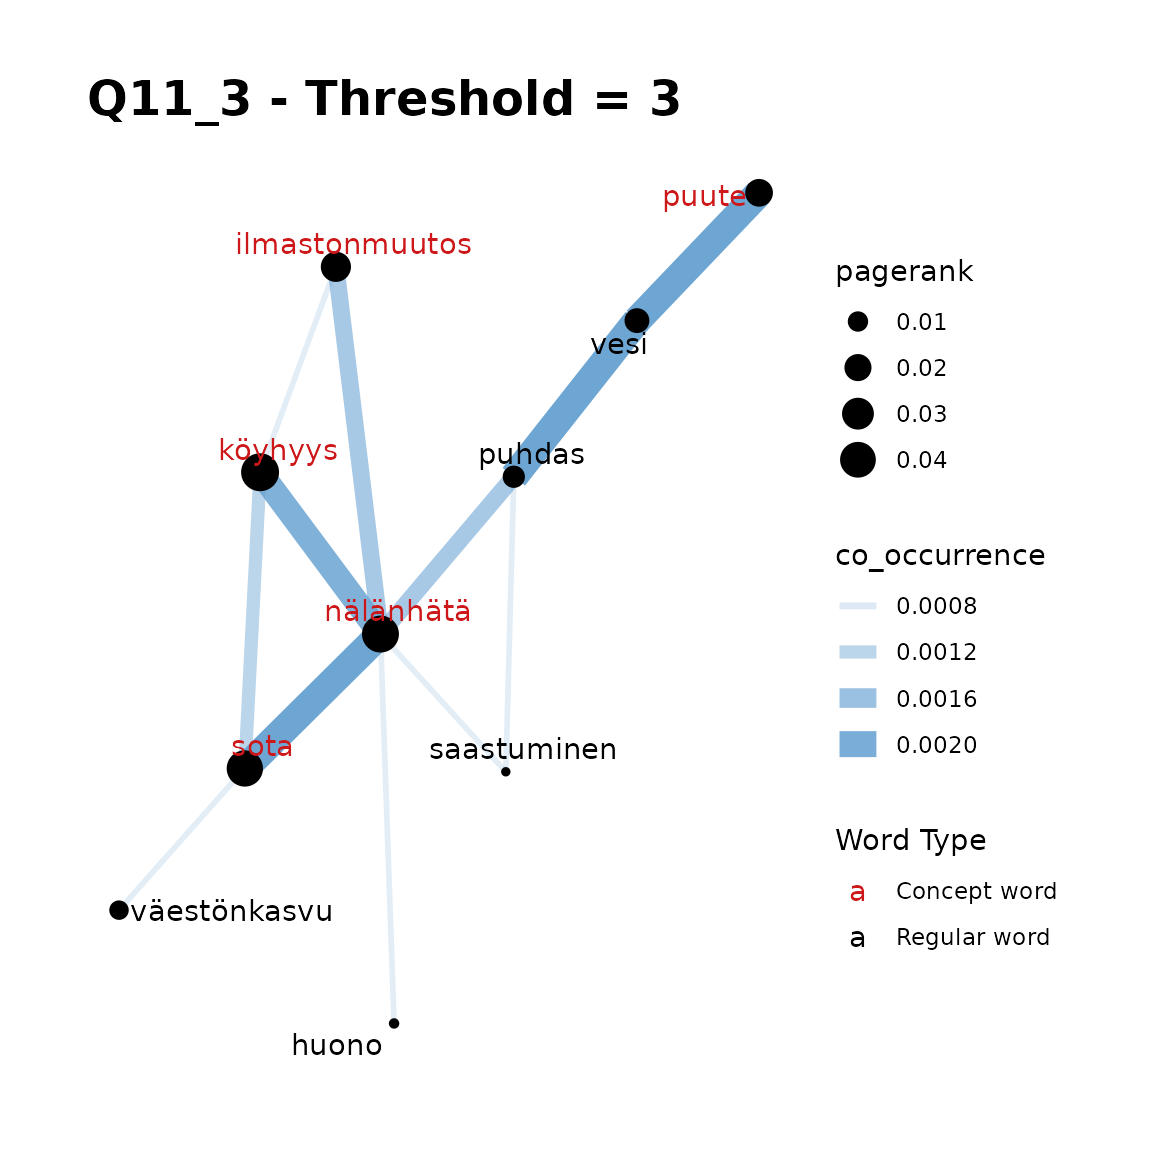 Q11_3 - Threshold = 3
puute
ilmastonmuutos
vesi
köyhyys
puhdas
nälänhätä
sota
saastuminen
väestönkasvu
huono
pagerank
0.01
0.02
0.03
0.04
co_occurrence
0.0008
0.0012
0.0016
0.0020
Word Type
a Concept word
a Regular word